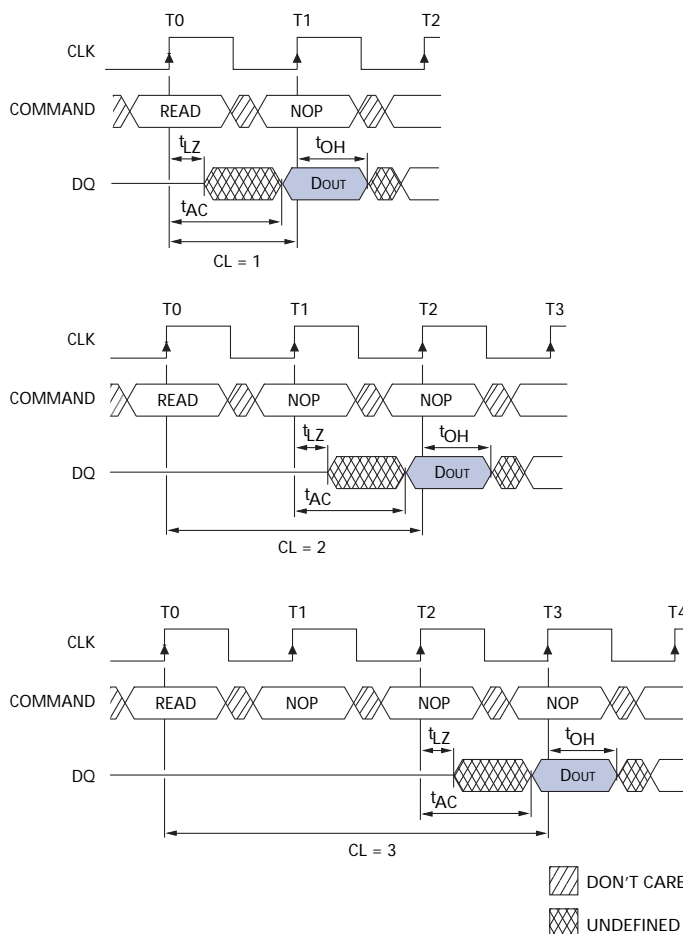 T0 T1 T2
CLK
COMMAND READ NOP
tLZ tOH
DQ DOUT
tAC
CL = 1
T0 T1 T2 T3
CLK
COMMAND READ NOP NOP
tLZ tOH
DQ DOUT
tAC
CL = 2
T0 T1 T2 T3 T4
CLK
COMMAND READ NOP NOP NOP
tLZ tOH
DQ DOUT
tAC
CL = 3
DON'T CARE
UNDEFINED